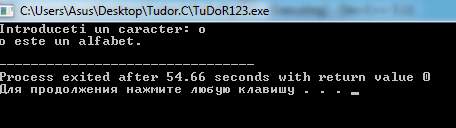 C:\Users\Asus\Desktop\Tudor.C\TuDoR123.exe
Introduceti un caracter: o
o este un alfabet.
--------------------------------
Process exited after 54.66 seconds with return value 0
Для продолжения нажмите любую клавишу . . .